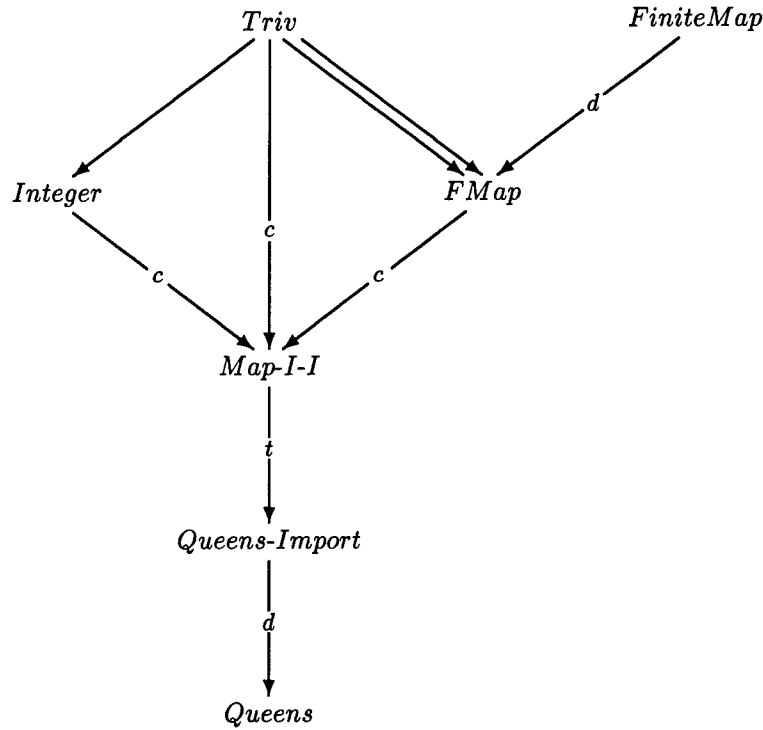 Triv FiniteMap
d
Integer FMap
c
c c
Map-I-I
t
Queens-Import
d
Queens